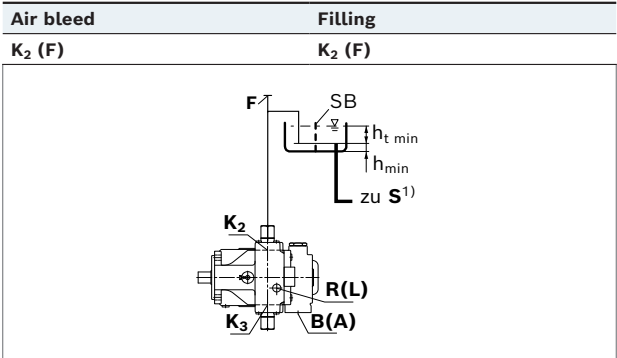 Air bleed Filling
K₂ (F) K₂ (F)
F
SB
hₜ ₘᵢₙ
hₘᵢₙ
zu S¹⁾
K₂
R(L)
K₃
B(A)